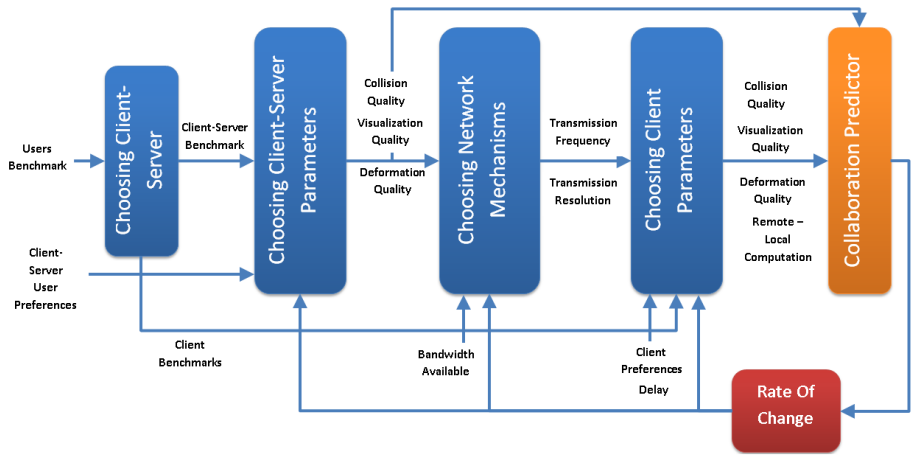 Users
Benchmark
Client-
Server
User
Preferences
Choosing Client-
Server
Client-Server
Benchmark
Client
Benchmarks
Choosing Client-Server
Parameters
Collision
Quality
Visualization
Quality
Deformation
Quality
Choosing Network
Mechanisms
Bandwidth
Available
Transmission
Frequency
Transmission
Resolution
Choosing Client
Parameters
Client
Preferences
Delay
Collision
Quality
Visualization
Quality
Deformation
Quality
Remote –
Local
Computation
Collaboration Predictor
Rate Of
Change